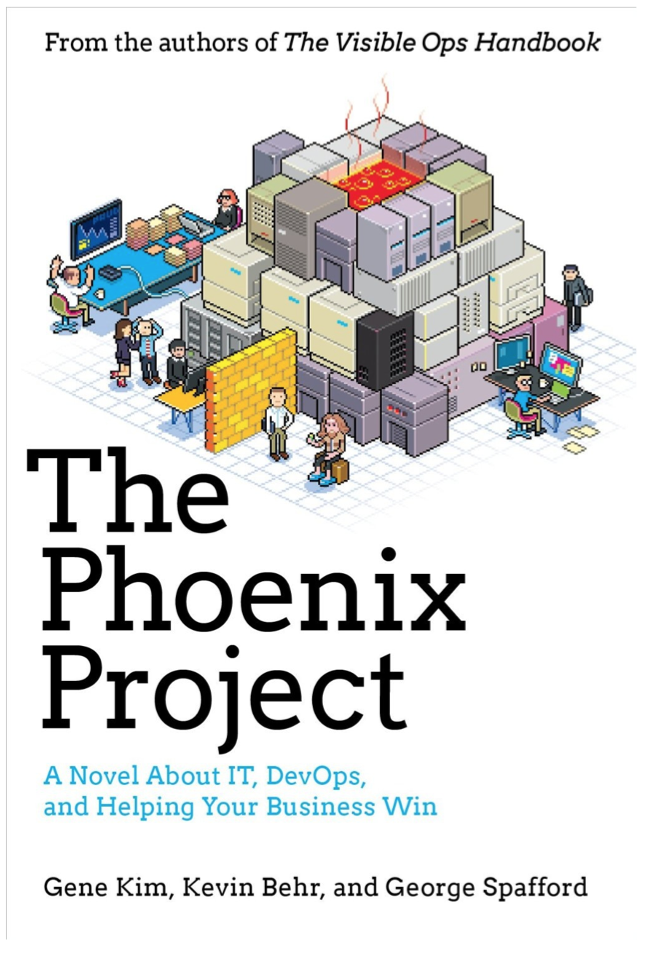 From the authors of The Visible Ops Handbook
The
Phoenix
Project
A Novel About IT, DevOps,
and Helping Your Business Win
Gene Kim, Kevin Behr, and George Spafford